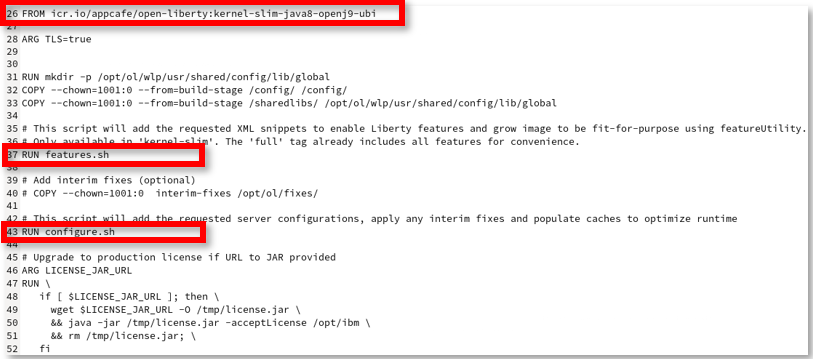 26 FROM icr.io/appcafe/open-liberty:kernel-slim-java8-openj9-ubi
27
28 ARG TLS=true
29
30
31 RUN mkdir -p /opt/ol/wlp/usr/shared/config/lib/global
32 COPY --chown=1001:0 --from=build-stage /config/ /config/
33 COPY --chown=1001:0 --from=build-stage /sharedlibs/ /opt/ol/wlp/usr/shared/config/lib/global
34
35 # This script will add the requested XML snippets to enable Liberty features and grow image to be fit-for-purpose using featureUtility.
36 # Only available in 'kernel-slim'. The 'full' tag already includes all features for convenience.
37 RUN features.sh
38
39 # Add interim fixes (optional)
40 # COPY --chown=1001:0  interim-fixes /opt/ol/fixes/
41
42 # This script will add the requested server configurations, apply any interim fixes and populate caches to optimize runtime
43 RUN configure.sh
44
45 # Upgrade to production license if URL to JAR provided
46 ARG LICENSE_JAR_URL
47 RUN \
48    if [ $LICENSE_JAR_URL ]; then \
49      wget $LICENSE_JAR_URL -O /tmp/license.jar \
50      && java -jar /tmp/license.jar -acceptLicense /opt/ibm \
51      && rm /tmp/license.jar; \
52    fi